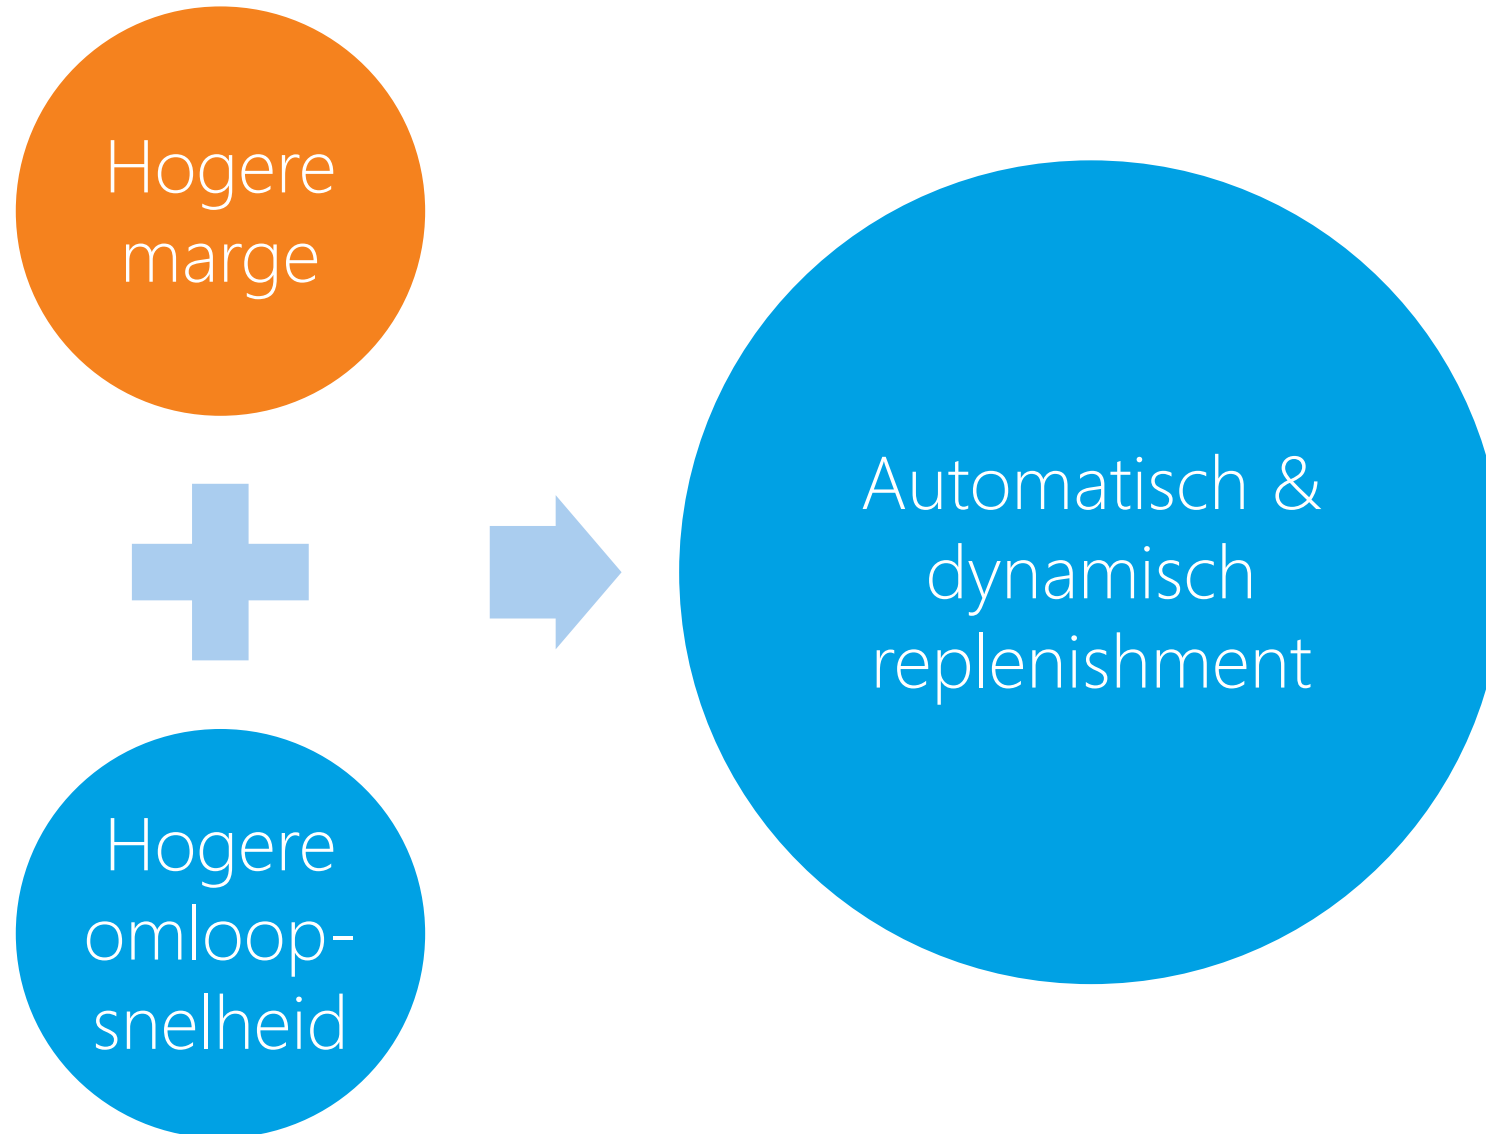 Hogere
marge
Hogere
omloop-
snelheid
Automatisch &
dynamisch
replenishment